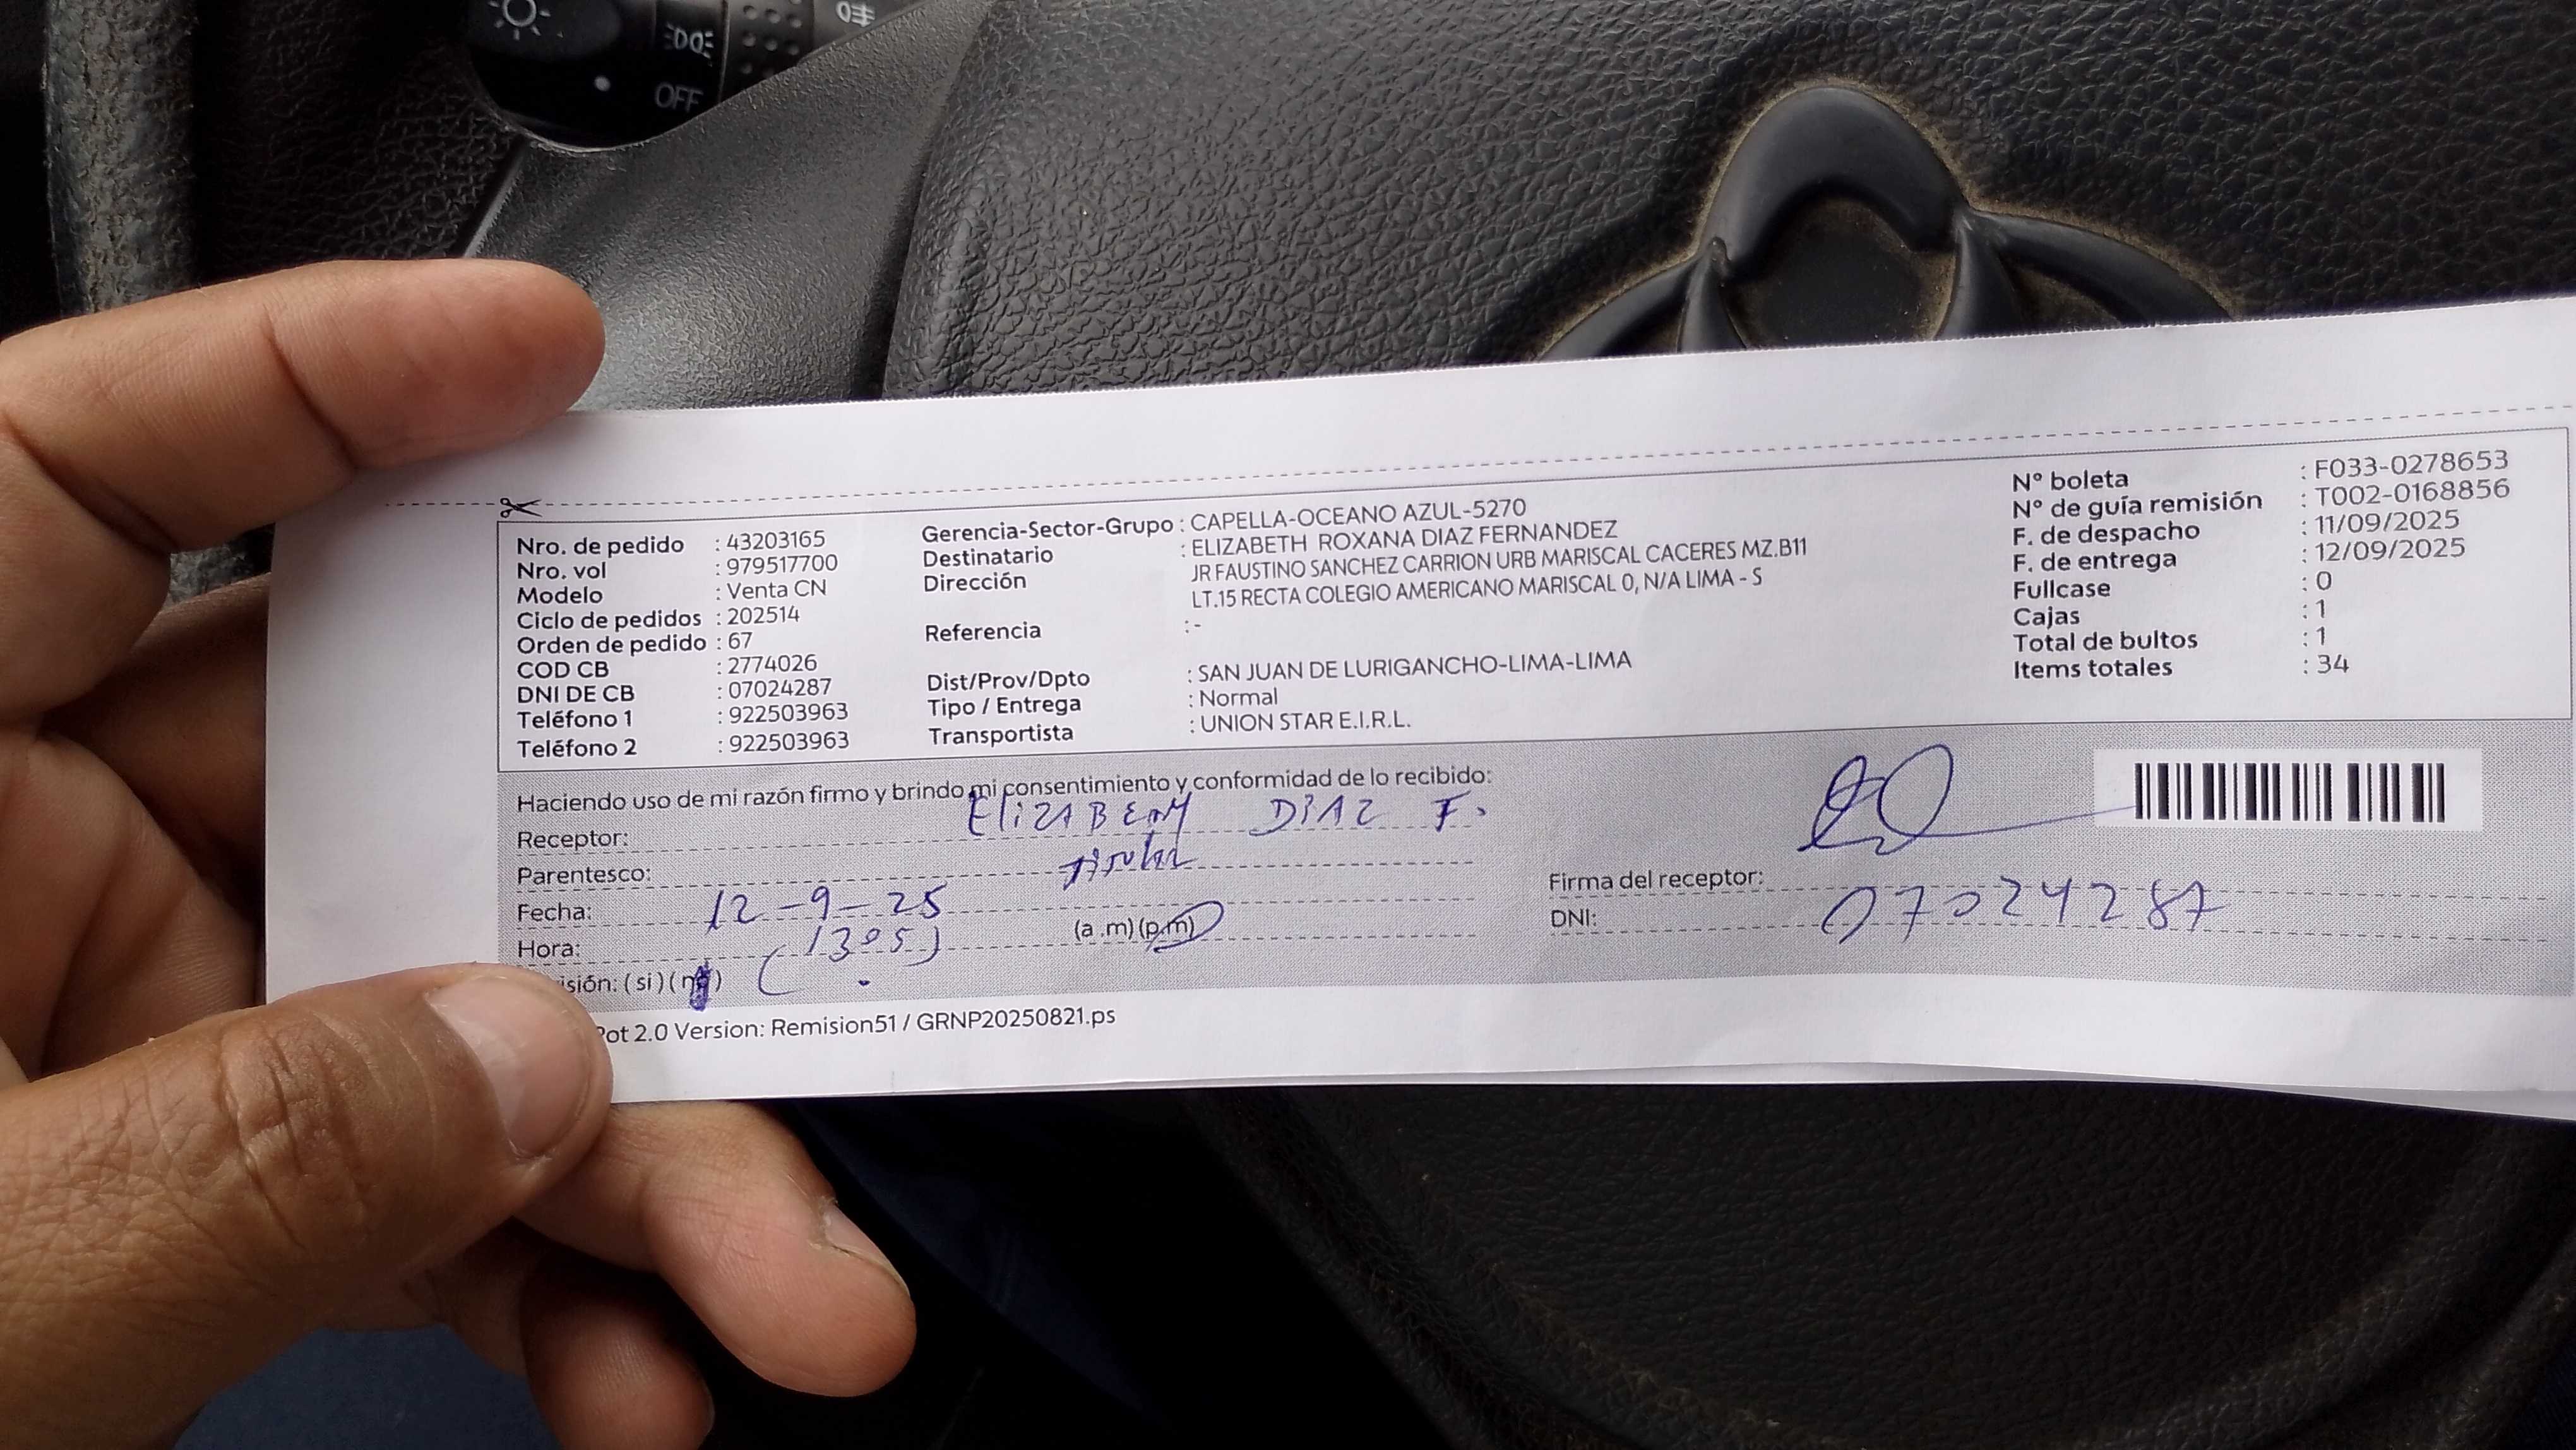 OFF
Nro. de pedido : 43203165
Nro. vol : 979517700
Modelo : Venta CN
Ciclo de pedidos : 202514
Orden de pedido : 67
COD CB : 2774026
DNI DE CB : 07024287
Teléfono 1 : 922503963
Teléfono 2 : 922503963
Gerencia-Sector-Grupo : CAPELLA-OCEANO AZUL-5270
Destinatario : ELIZABETH ROXANA DIAZ FERNANDEZ
Dirección JR FAUSTINO SANCHEZ CARRION URB MARISCAL CACERES MZ.B11
LT.15 RECTA COLEGIO AMERICANO MARISCAL 0, N/A LIMA - S
Referencia : -
Dist/Prov/Dpto : SAN JUAN DE LURIGANCHO-LIMA-LIMA
Tipo / Entrega : Normal
Transportista : UNION STAR E.I.R.L.
N° boleta : F033-0278653
N° de guía remisión : T002-0168856
F. de despacho : 11/09/2025
F. de entrega : 12/09/2025
Fullcase : 0
Cajas : 1
Total de bultos : 1
Items totales : 34
Haciendo uso de mi razón firmo y brindo mi consentimiento y conformidad de lo recibido:
Receptor: ElizABEth DIAZ F.
Parentesco: titular
Fecha: 12-9-25
Hora: (1305) (a .m) (p.m)
isión: ( si ) ( no )
Firma del receptor:
DNI: 07024287
Pot 2.0 Version: Remision51 / GRNP20250821.ps